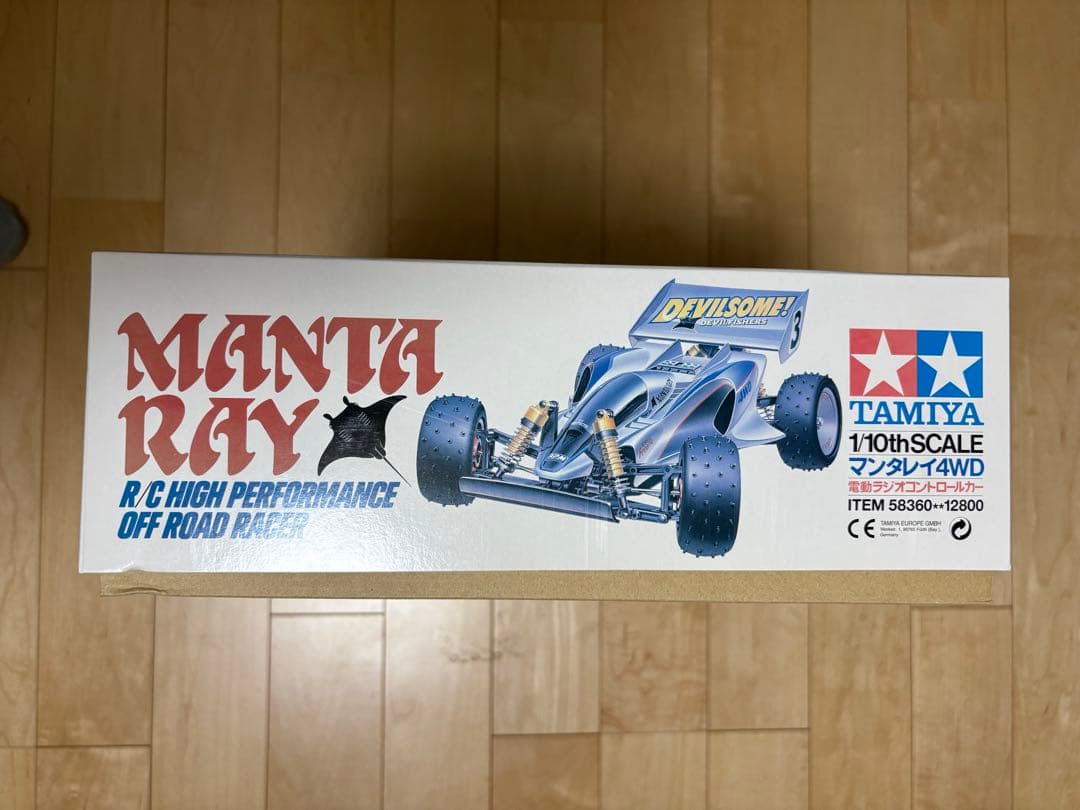 MANTA
RAY
R/C HIGH PERFORMANCE
OFF ROAD RACER
DEVILSOME!
DEVILFISHERS
3
TAMIYA
1/10thSCALE
マンタレイ4WD
電動ラジオコントロールカー
ITEM 58360**12800
CE
TAMIYA EUROPE GMBH
Germany